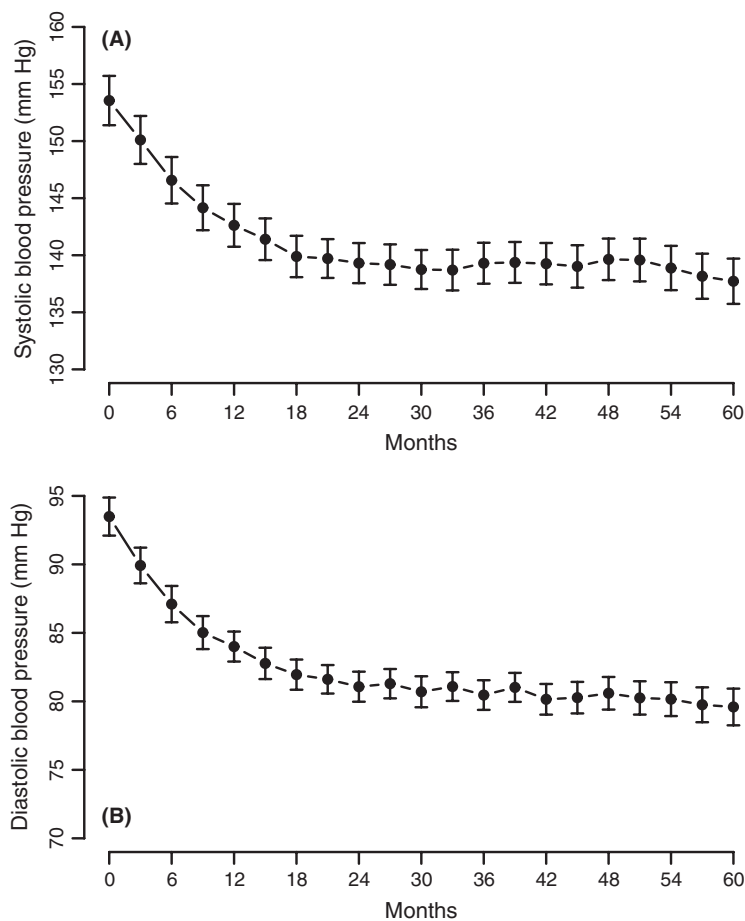 (A)
Systolic blood pressure (mm Hg)
160
155
150
145
140
135
130
0 6 12 18 24 30 36 42 48 54 60
Months
(B)
Diastolic blood pressure (mm Hg)
95
90
85
80
75
70
0 6 12 18 24 30 36 42 48 54 60
Months